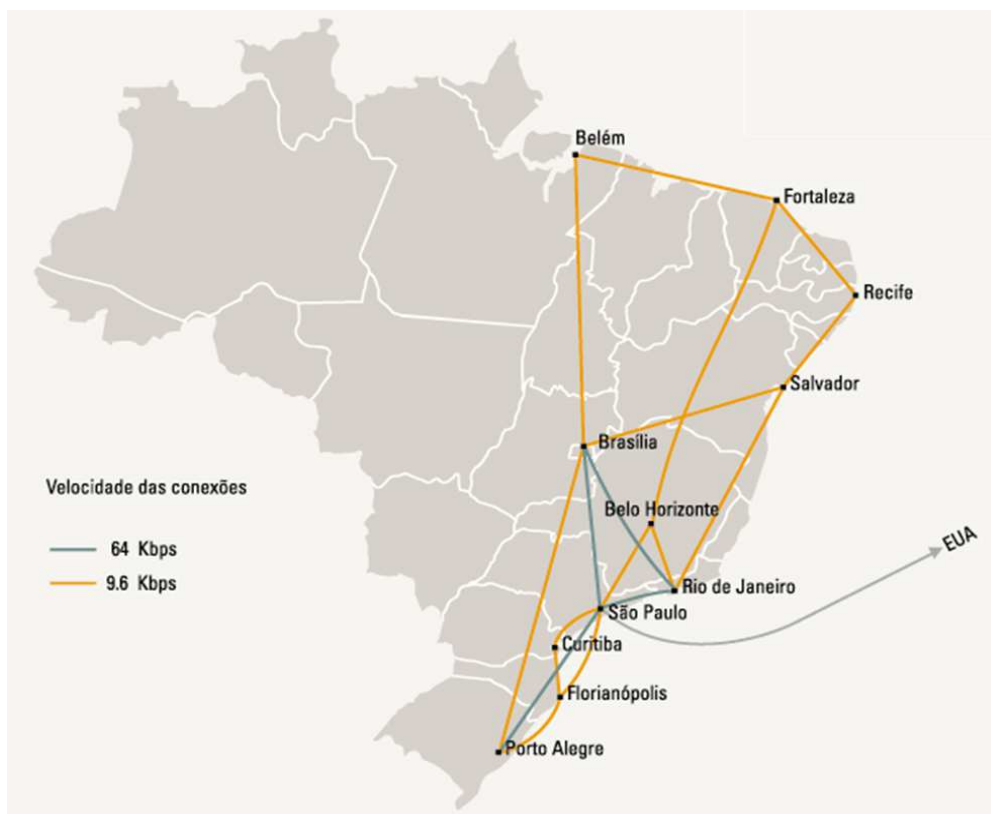 Belém
Fortaleza
Recife
Salvador
Brasília
Velocidade das conexões
Belo Horizonte
64 Kbps
EUA
9.6 Kbps
Rio de Janeiro
São Paulo
Curitiba
Florianópolis
Porto Alegre